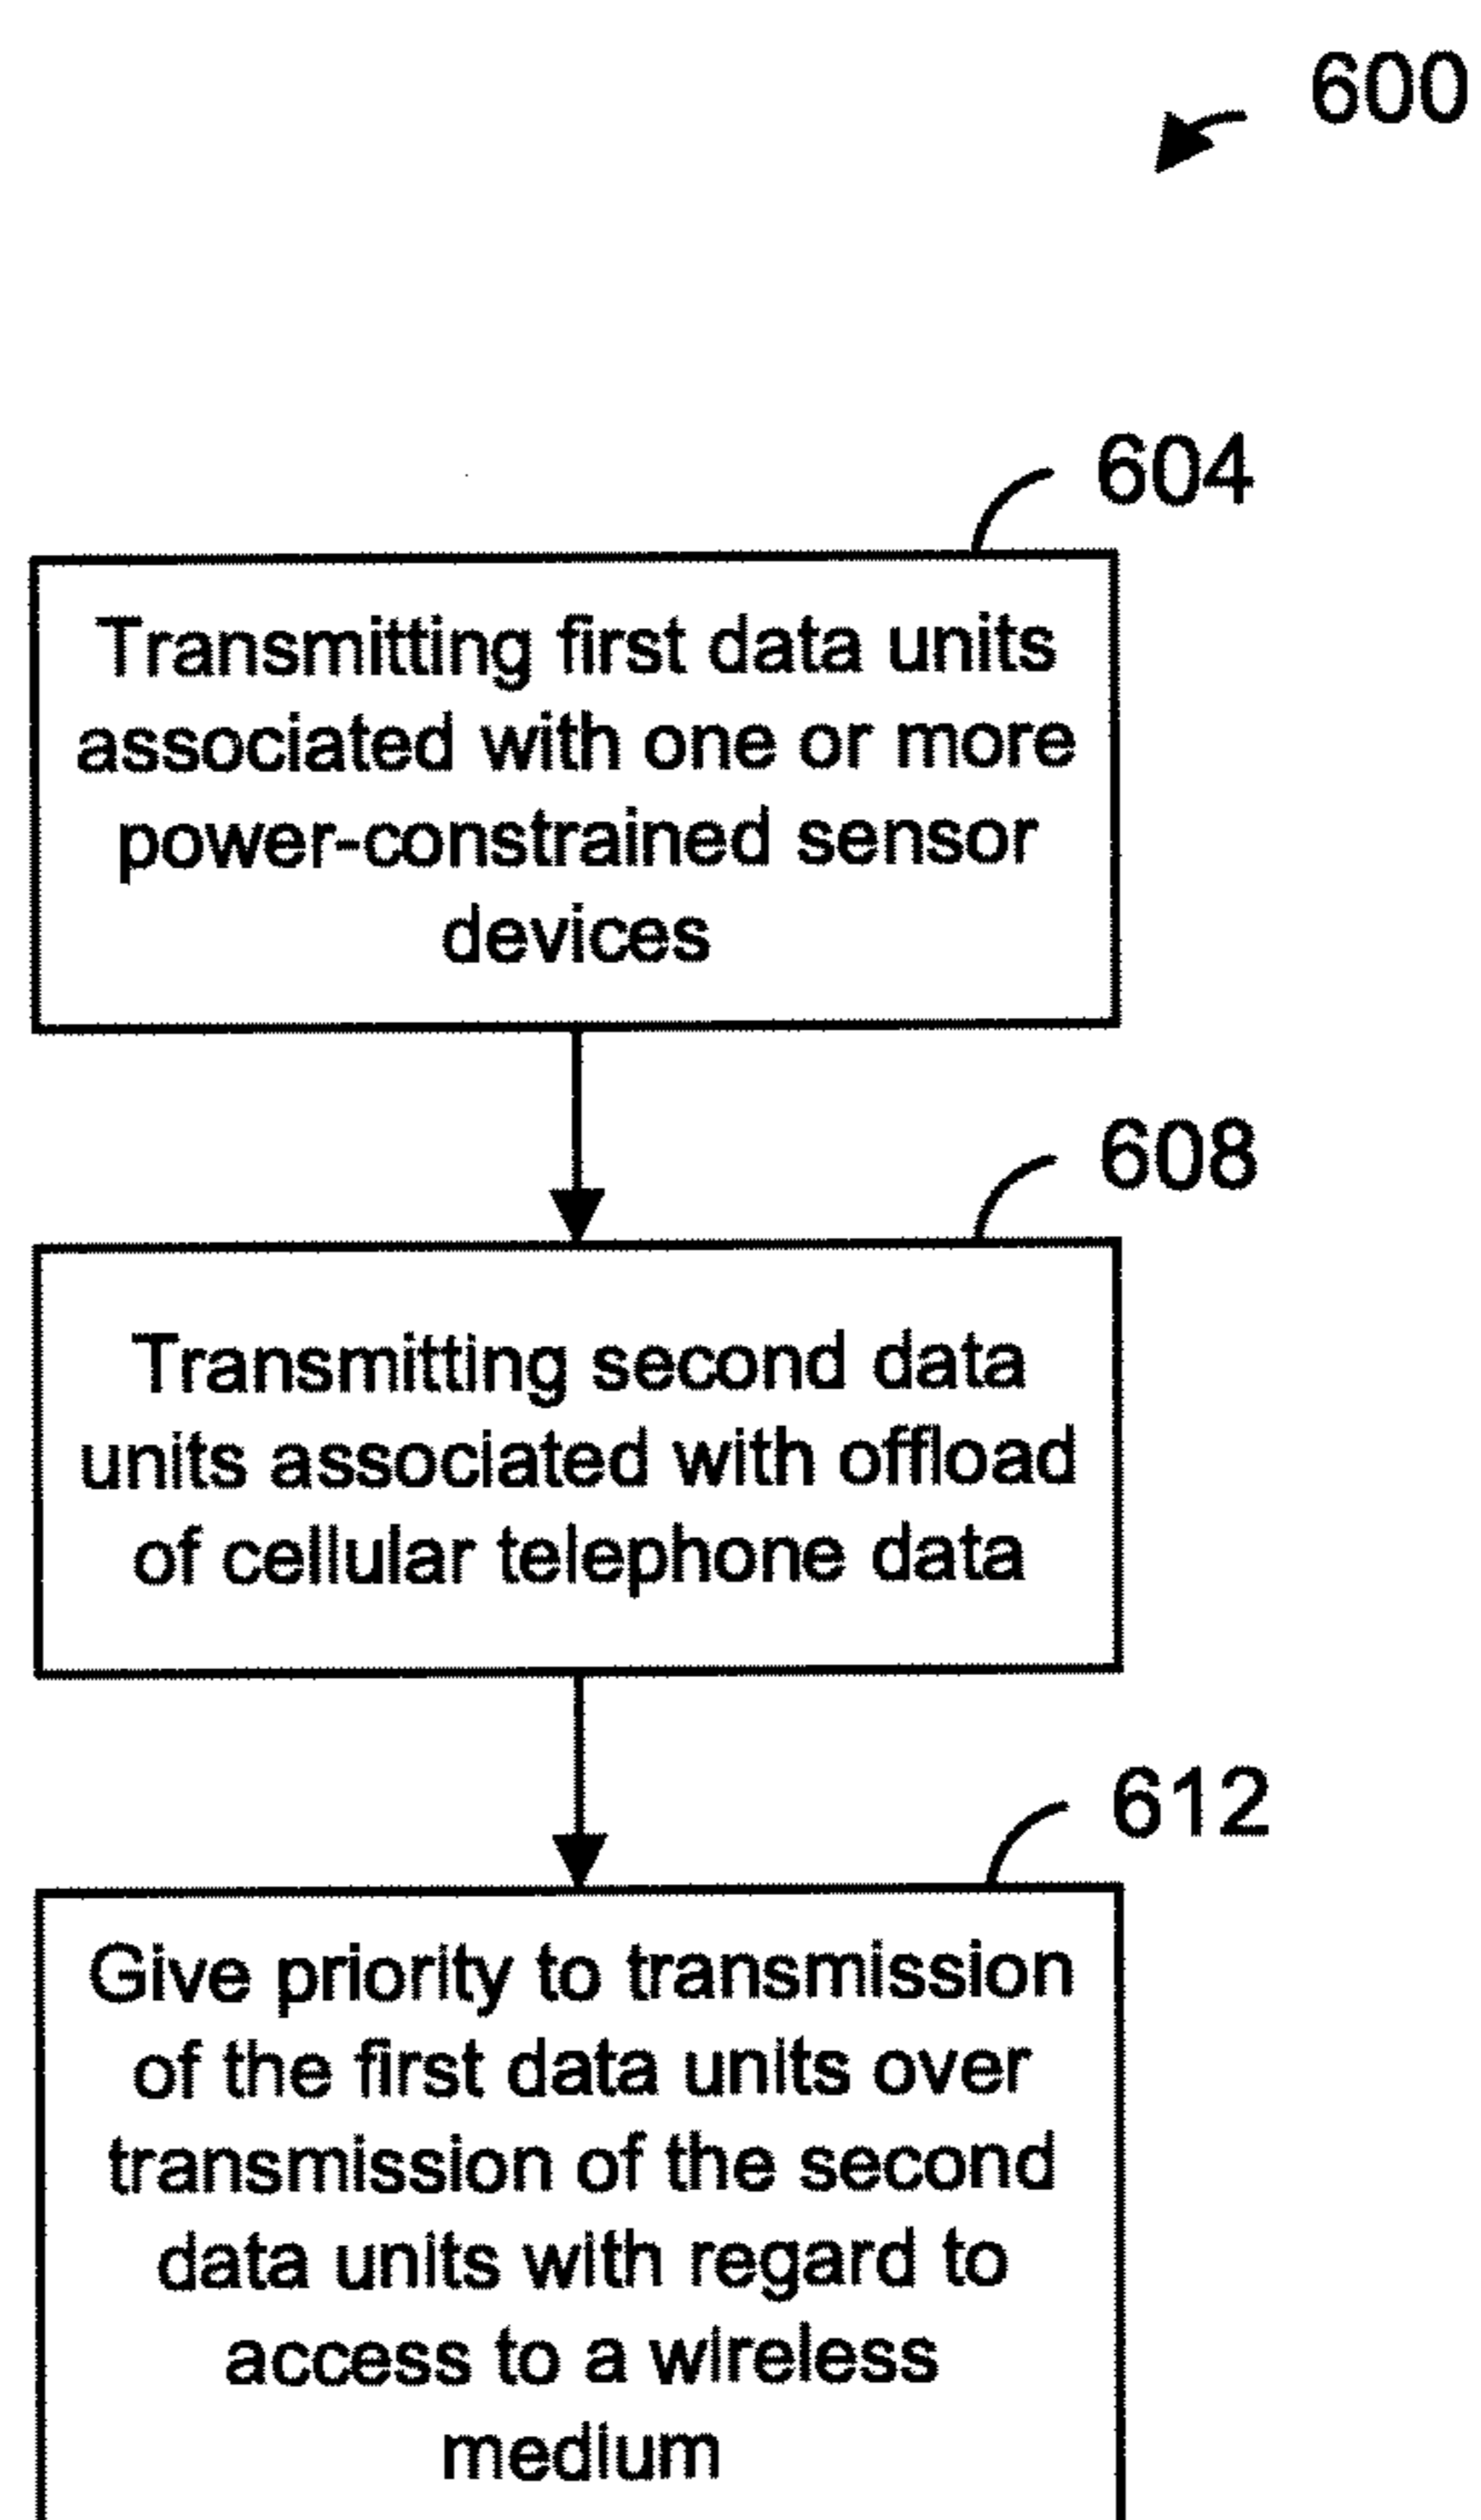 600
604
Transmitting first data units
associated with one or more
power-constrained sensor
devices
608
Transmitting second data
units associated with offload
of cellular telephone data
612
Give priority to transmission
of the first data units over
transmission of the second
data units with regard to
access to a wireless
medium